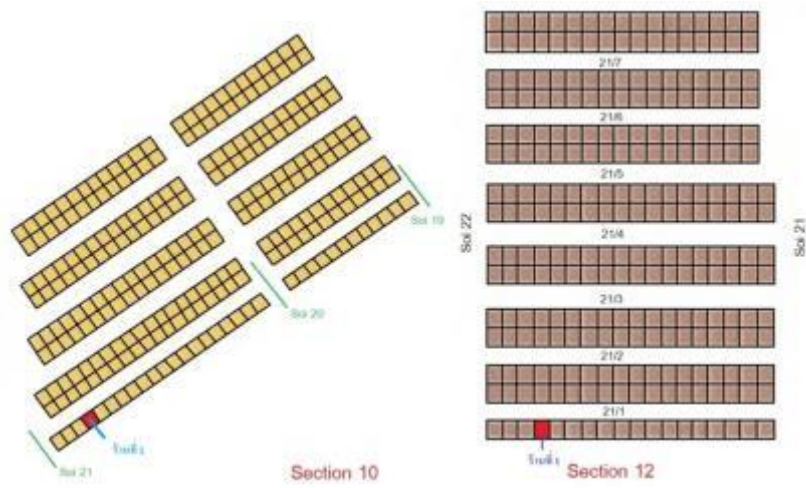 Soi 19
Soi 20
Soi 21
Section 10
21/7
21/6
21/5
21/4
21/3
21/2
21/1
Soi 22
Soi 21
Section 12